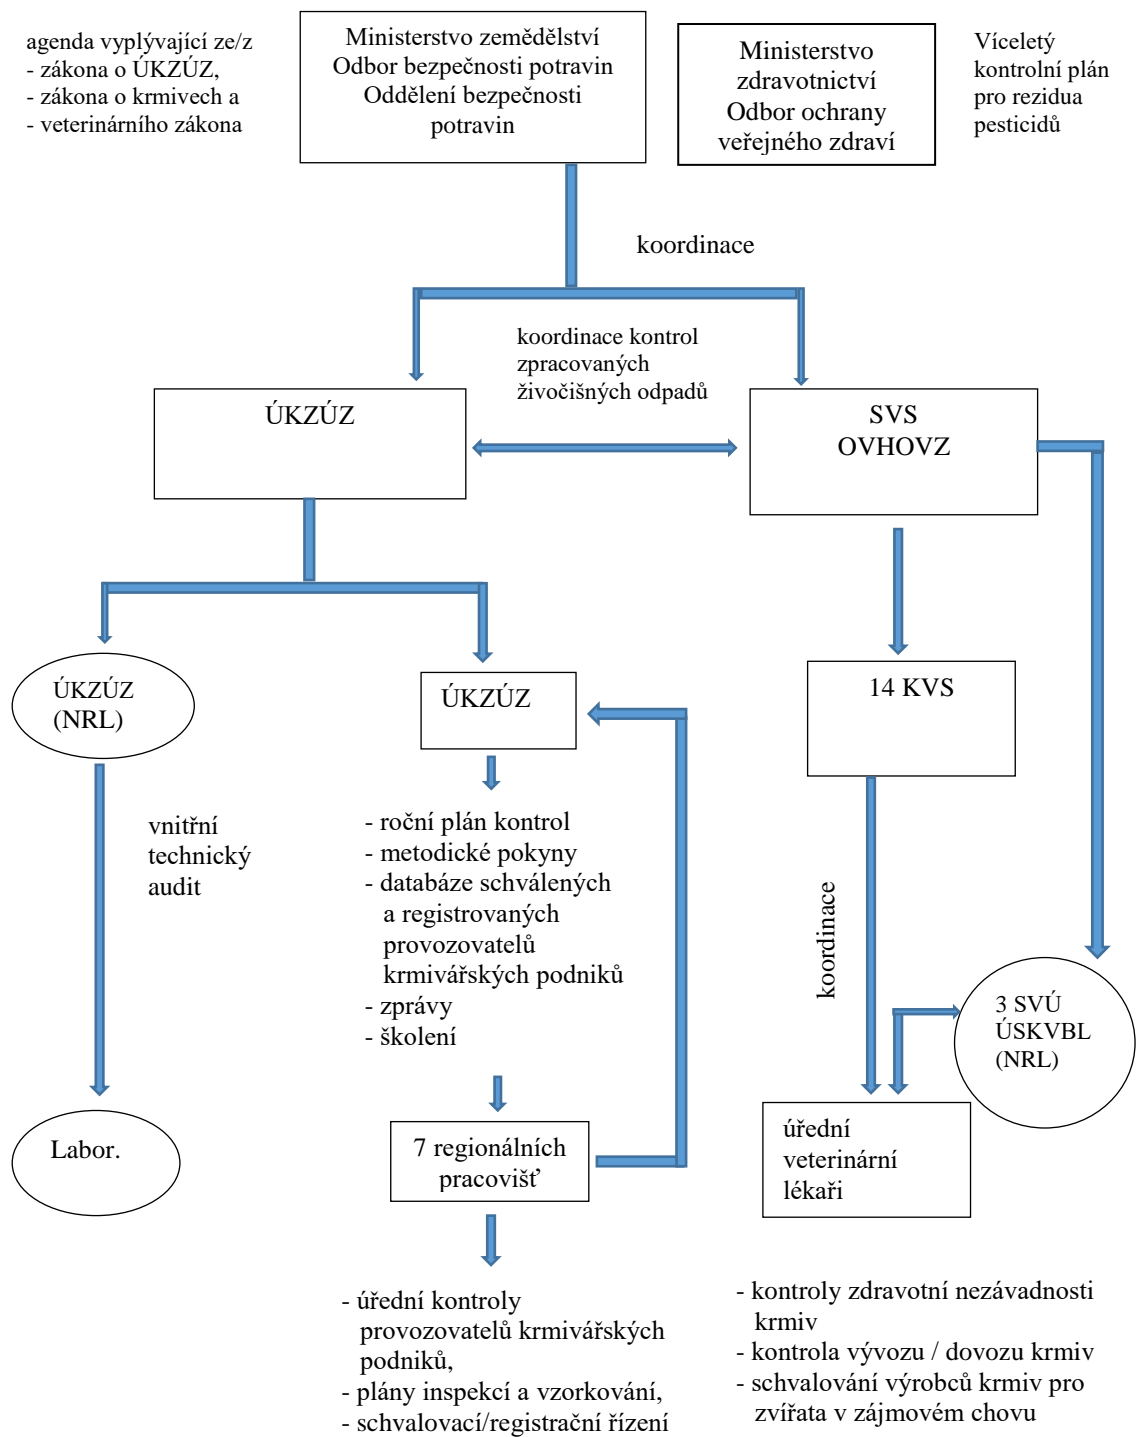 agenda vyplývající ze/z
- zákona o ÚKZÚZ,
- zákona o krmivech a
- veterinárního zákona
Ministerstvo zemědělství
Odbor bezpečnosti potravin
Oddělení bezpečnosti
potravin
Ministerstvo
zdravotnictví
Odbor ochrany
veřejného zdraví
Víceletý
kontrolní plán
pro rezidua
pesticidů
koordinace
koordinace kontrol
zpracovaných
živočišných odpadů
ÚKZÚZ
SVS
OVHOVZ
ÚKZÚZ
(NRL)
ÚKZÚZ
14 KVS
vnitřní
technický
audit
- roční plán kontrol
- metodické pokyny
- databáze schválených
a registrovaných
provozovatelů
krmivářských podniků
- zprávy
- školení
koordinace
3 SVÚ
ÚSKVBL
(NRL)
Labor.
7 regionálních
pracovišť
úřední
veterinární
lékaři
- úřední kontroly
provozovatelů krmivářských
podniků,
- plány inspekcí a vzorkování,
- schvalovací/registrační řízení
- kontroly zdravotní nezávadnosti
krmiv
- kontrola vývozu / dovozu krmiv
- schvalování výrobců krmiv pro
zvířata v zájmovém chovu